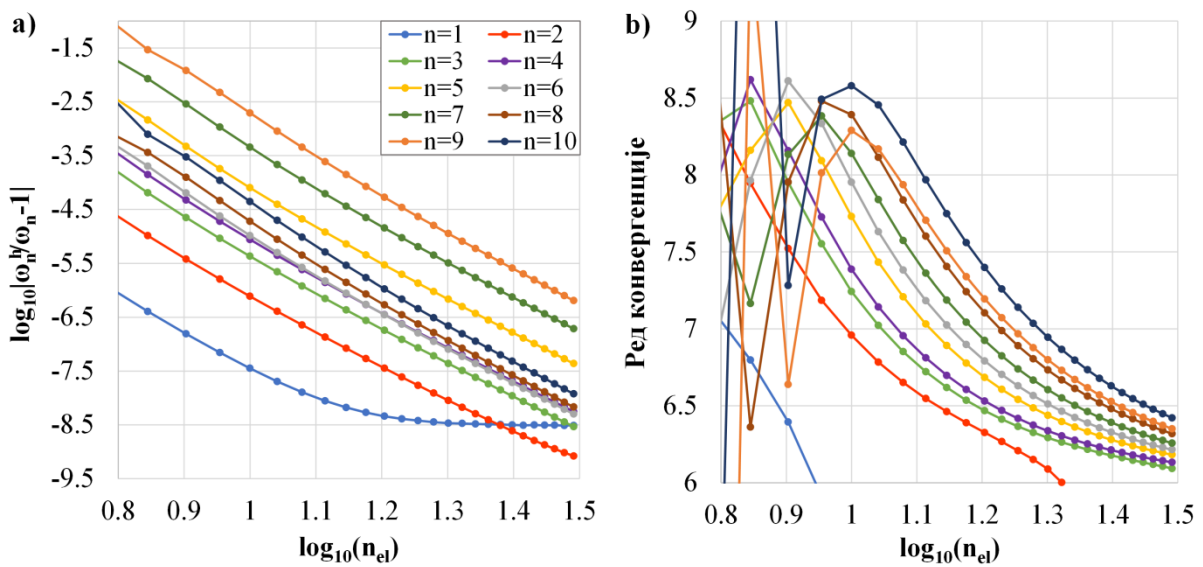 a)
-1.5
-2.5
-3.5
-4.5
-5.5
-6.5
-7.5
-8.5
-9.5
log₁₀|ωₙʰ/ωₙ-1|
n=1 n=2
n=3 n=4
n=5 n=6
n=7 n=8
n=9 n=10
0.8 0.9 1 1.1 1.2 1.3 1.4 1.5
log₁₀(nₑₗ)
b)
9
8.5
8
7.5
7
6.5
6
Ред конвергенције
0.8 0.9 1 1.1 1.2 1.3 1.4 1.5
log₁₀(nₑₗ)